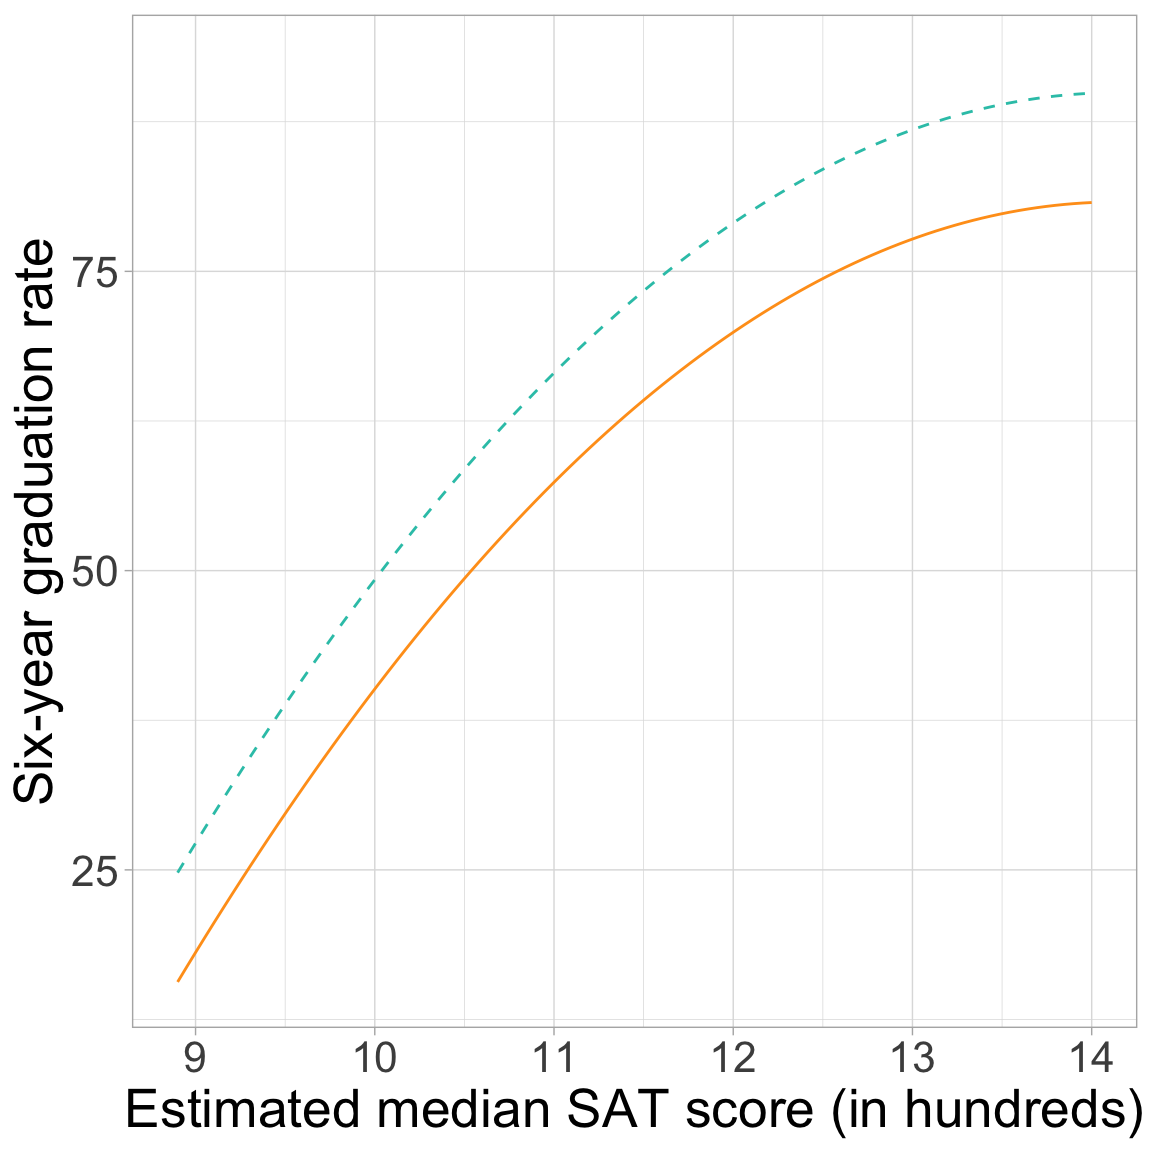 Six-year graduation rate
75
50
25
9 10 11 12 13 14
Estimated median SAT score (in hundreds)